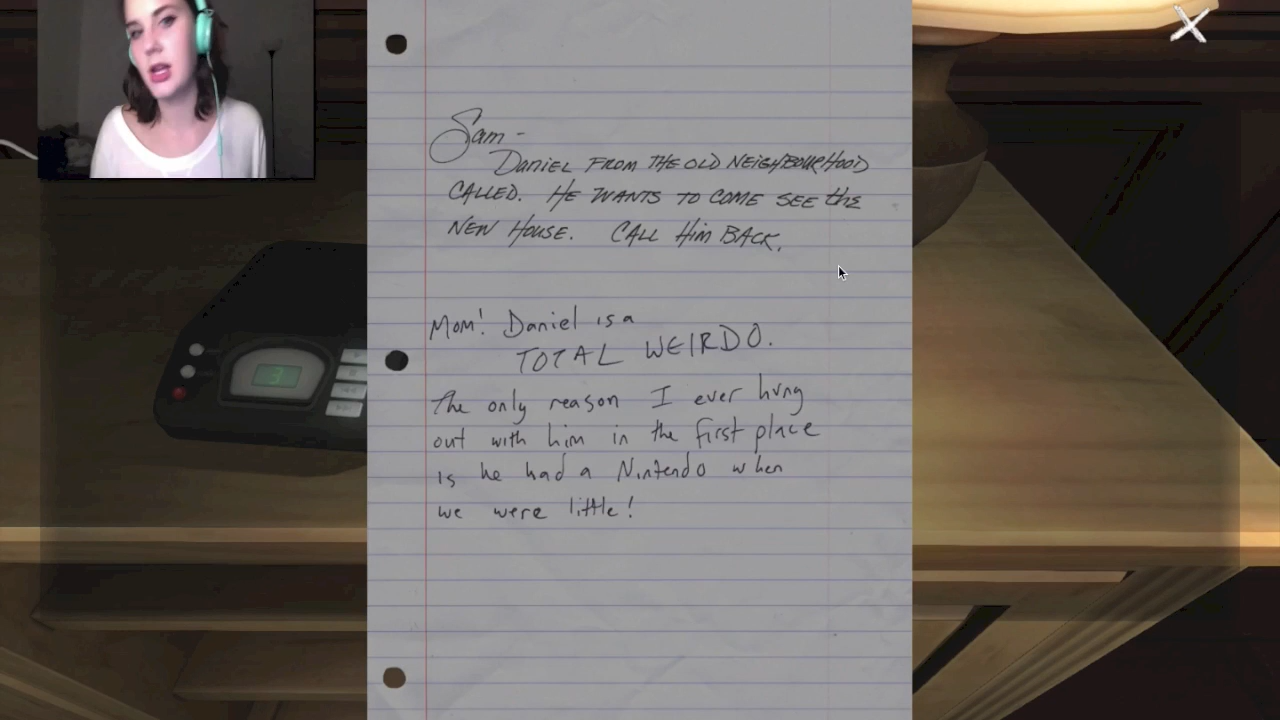 Sam-
DANIEL FROM THE OLD NEIGHBOURHOOD
CALLED. HE WANTS TO COME SEE the
NEW HOUSE. CALL HIM BACK.
Mom! Daniel is a
TOTAL WEIRDO.
The only reason I ever hung
out with him in the first place
is he had a Nintendo when
we were little!
3